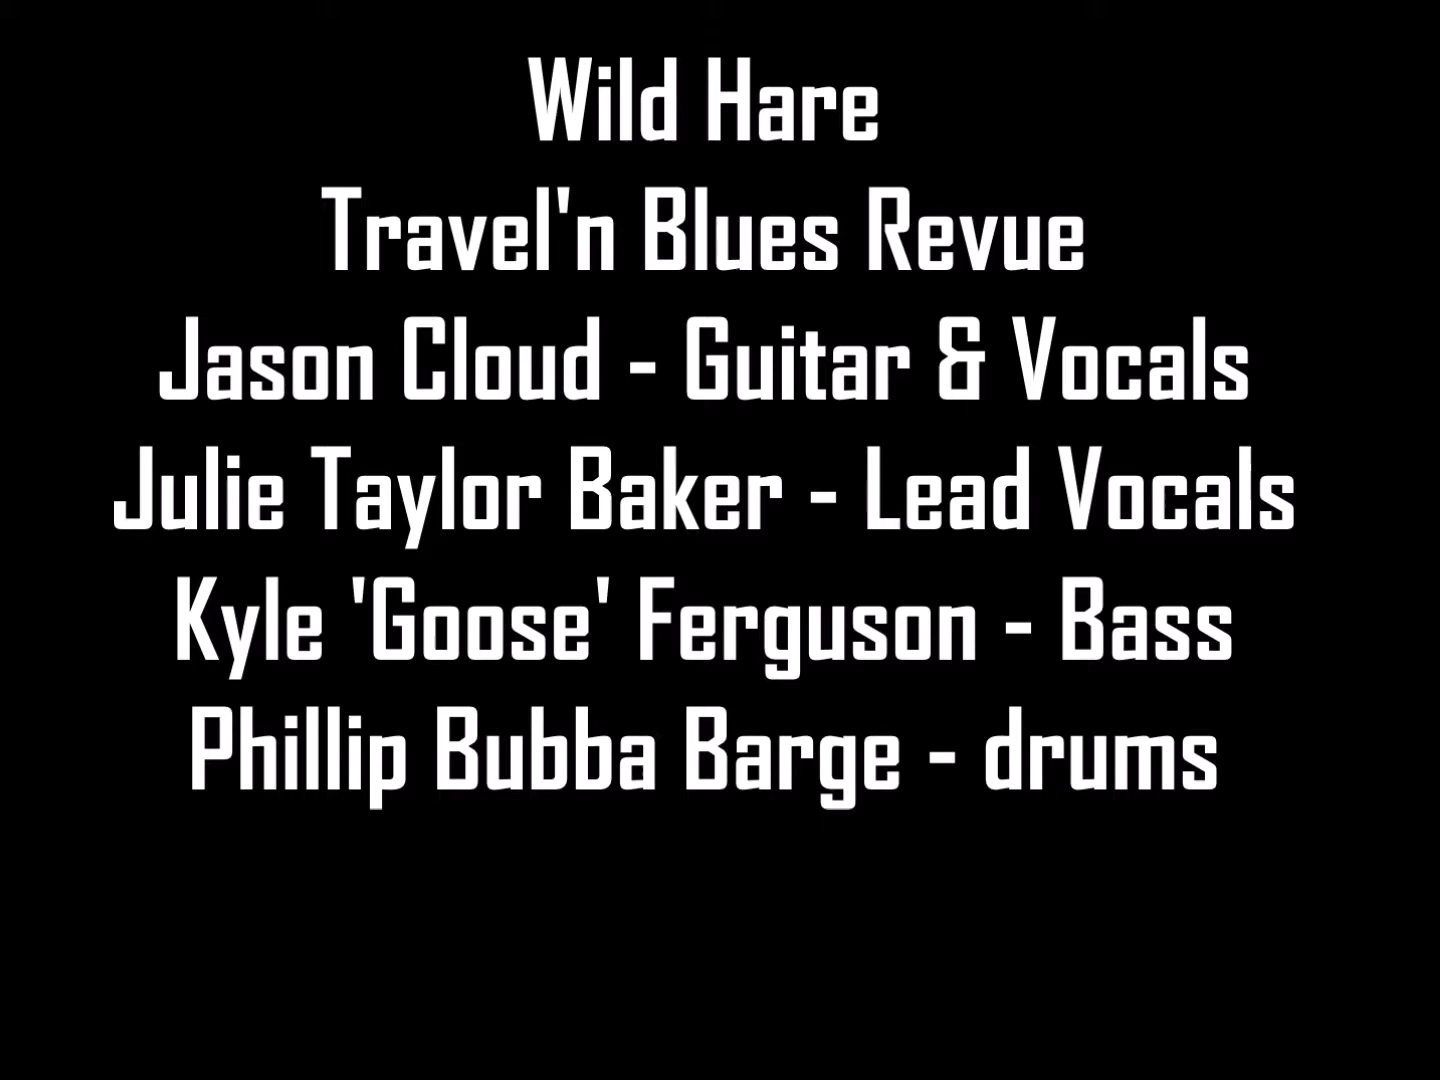 Wild Hare
Travel'n Blues Revue
Jason Cloud - Guitar & Vocals
Julie Taylor Baker - Lead Vocals
Kyle 'Goose' Ferguson - Bass
Phillip Bubba Barge - drums